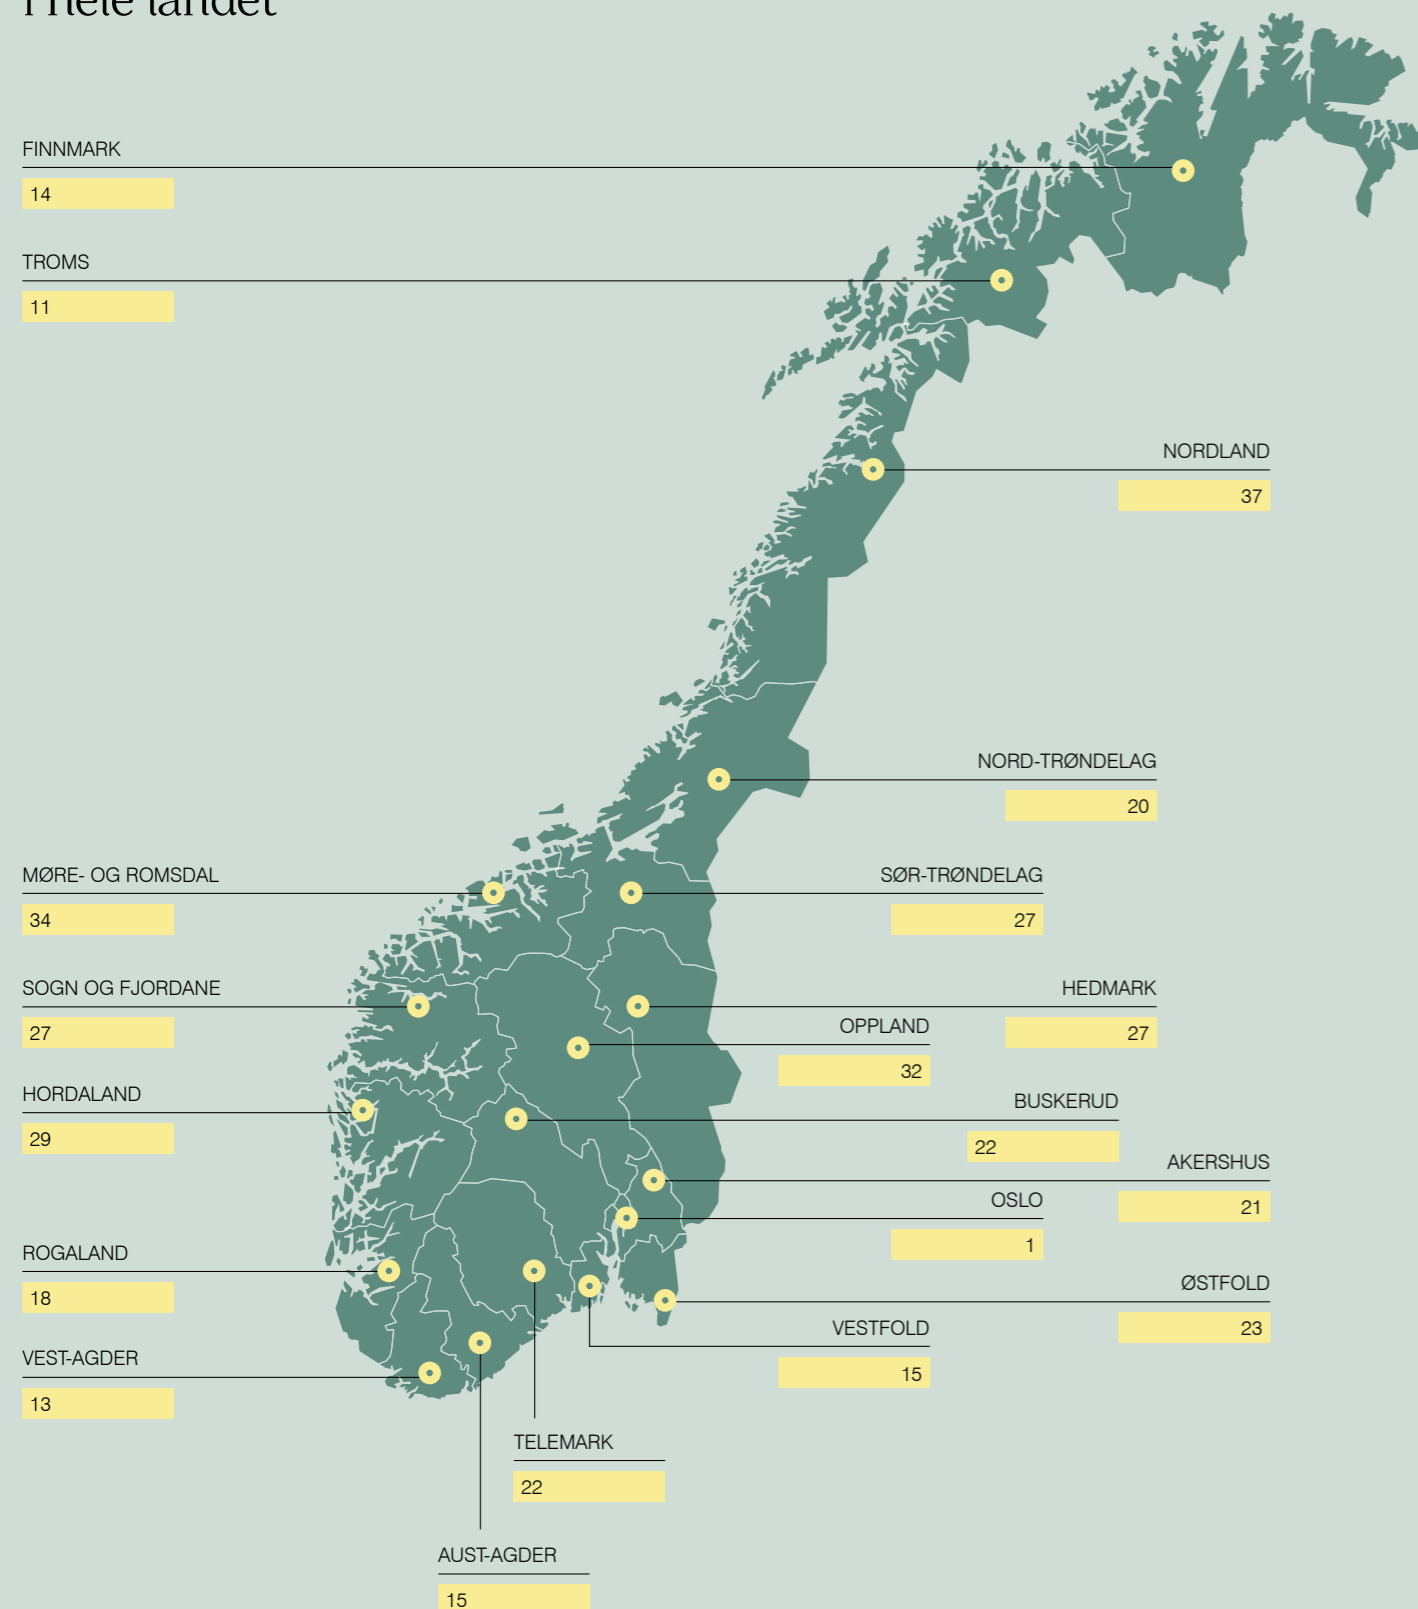 i hele landet
FINNMARK
14
TROMS
11
NORDLAND
37
NORD-TRØNDELAG
20
MØRE- OG ROMSDAL
34
SØR-TRØNDELAG
27
SOGN OG FJORDANE
27
HEDMARK
27
OPPLAND
32
HORDALAND
29
BUSKERUD
22
AKERSHUS
21
OSLO
1
ROGALAND
18
ØSTFOLD
23
VESTFOLD
15
VEST-AGDER
13
TELEMARK
22
AUST-AGDER
15